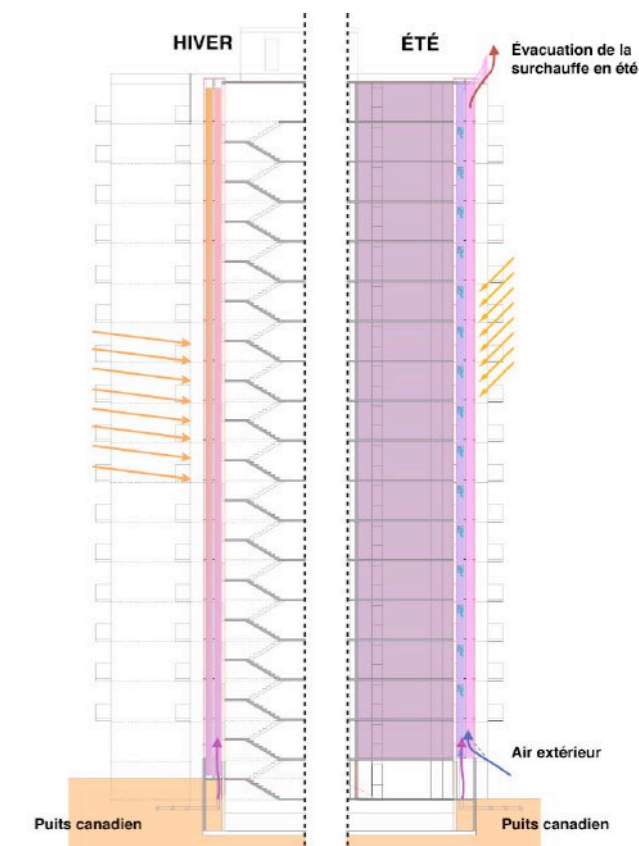 HIVER
ÉTÉ
Évacuation de la
surchauffe en été
Air extérieur
Puits canadien
Puits canadien